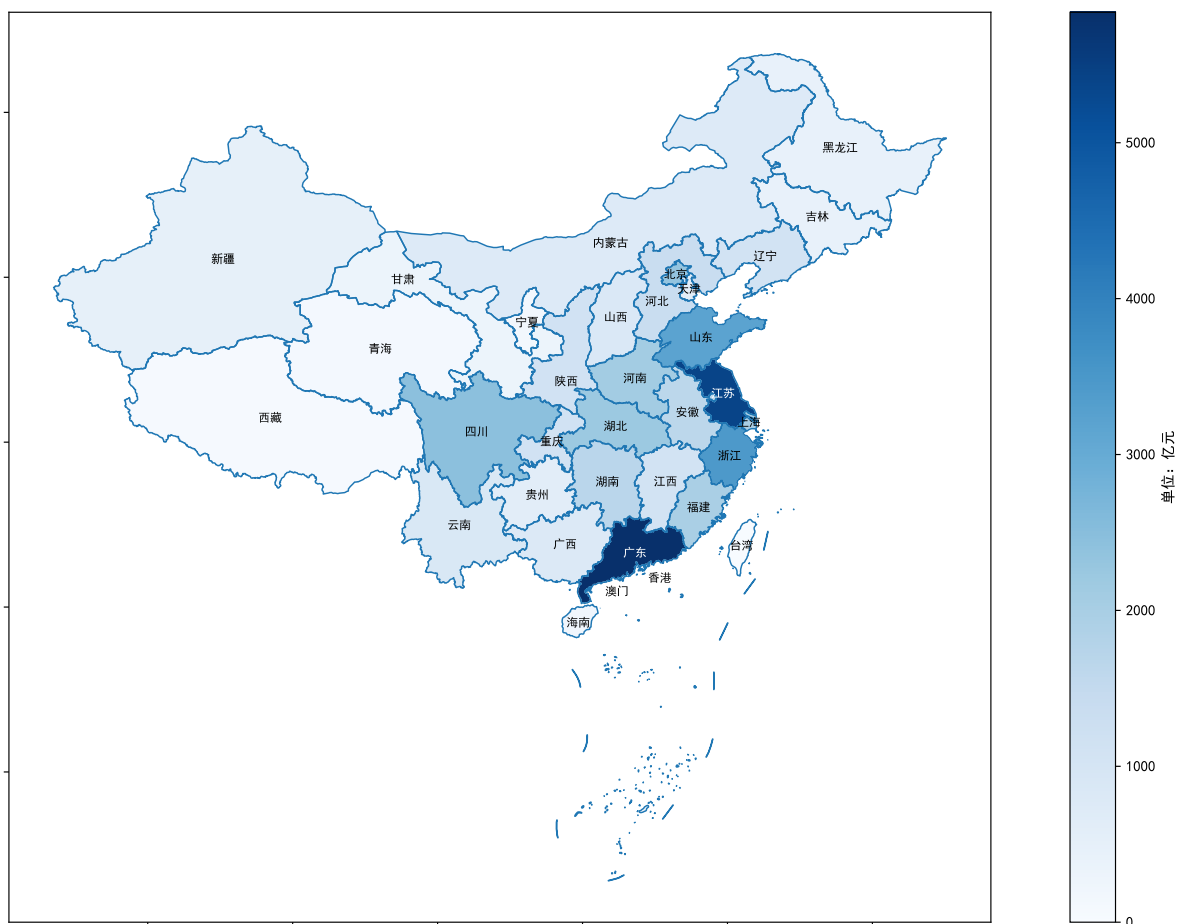 黑龙江
吉林
内蒙古
辽宁
新疆
北京
甘肃
天津
河北
宁夏
山西
山东
青海
陕西
河南
江苏
安徽
西藏
上海
湖北
四川
重庆
浙江
湖南
江西
贵州
福建
云南
广西
广东
台湾
香港
澳门
海南
5000
4000
3000
2000
1000
0
单位: 亿元